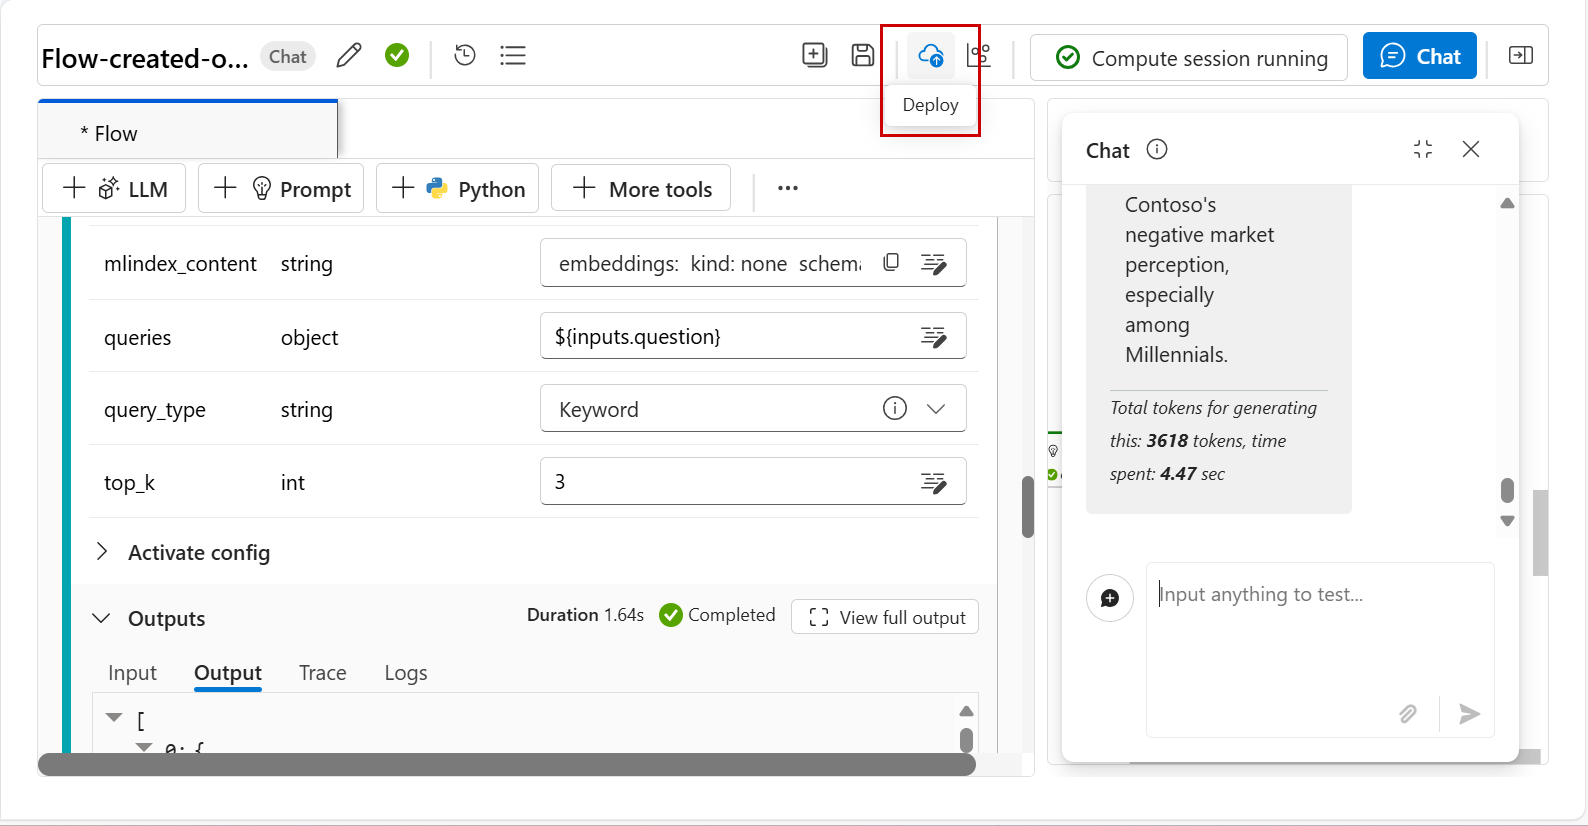 Flow-created-o... Chat
Compute session running
Chat
Deploy
* Flow
LLM
Prompt
Python
More tools
mlindex_content string embeddings: kind: none schema
queries object ${inputs.question}
query_type string Keyword
top_k int 3
Activate config
Outputs
Duration 1.64s
Completed
View full output
Input Output Trace Logs
[
0: {
Chat
Contoso's
negative market
perception,
especially
among
Millennials.
Total tokens for generating
this: 3618 tokens, time
spent: 4.47 sec
Input anything to test...